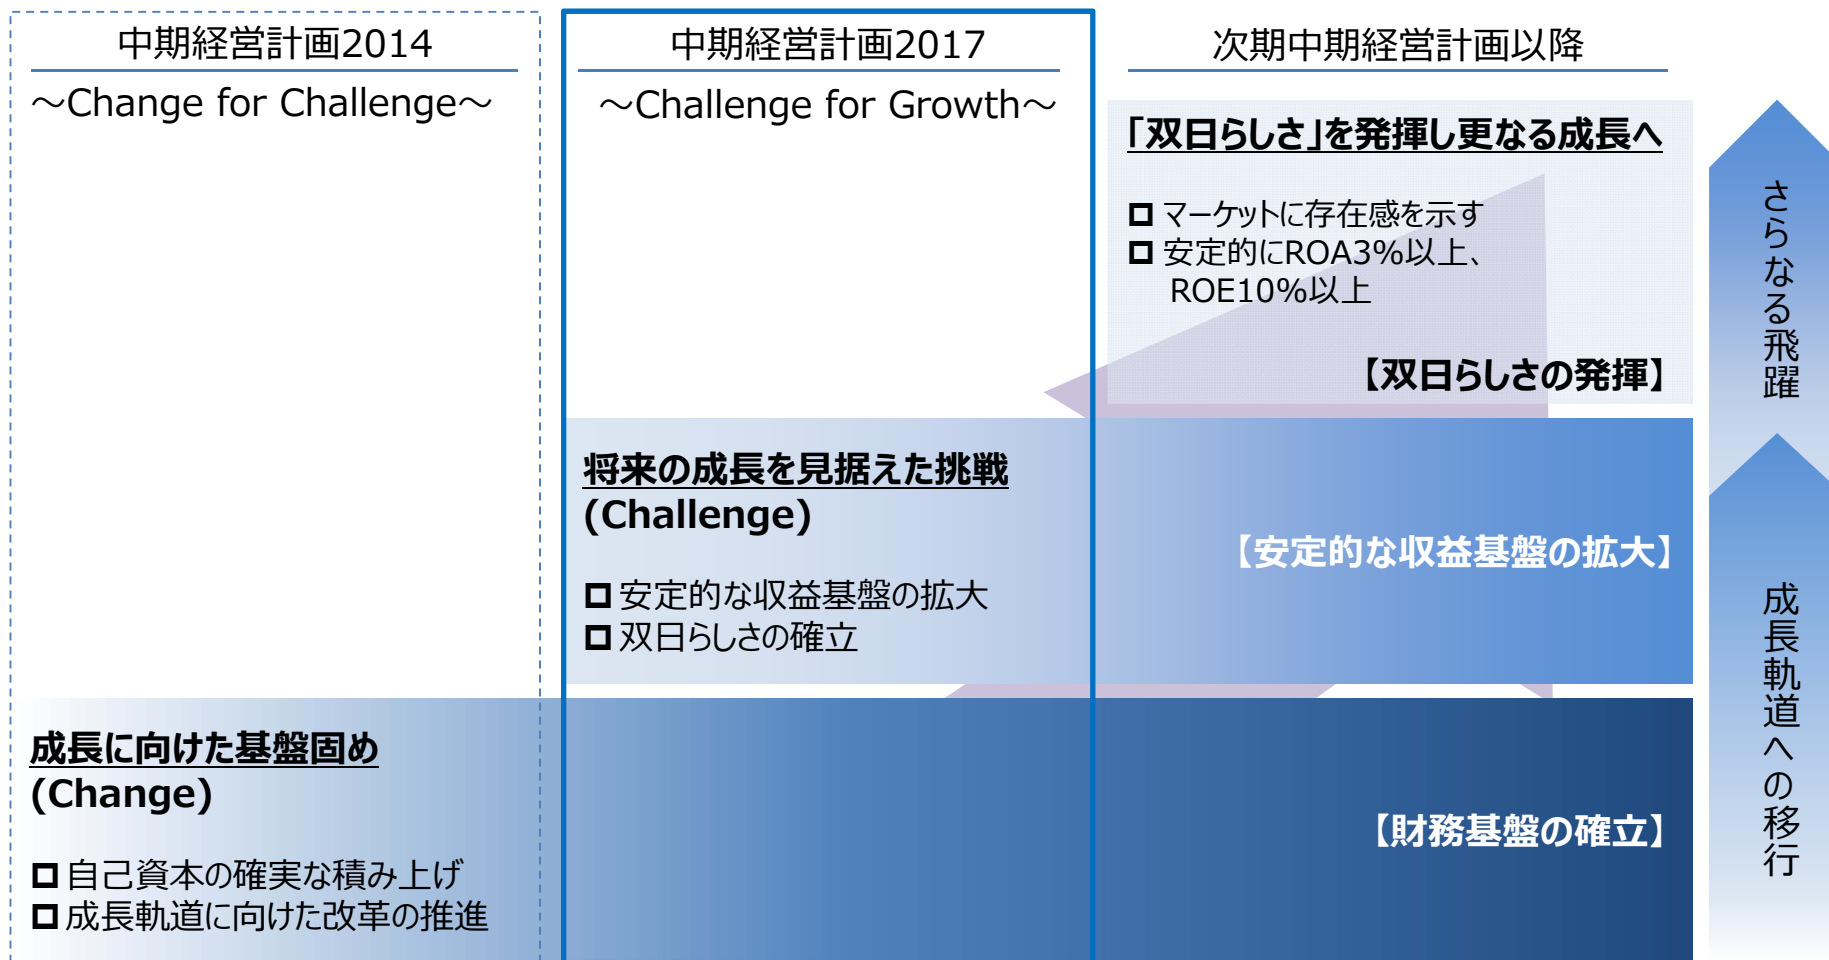 中期経営計画2014
～Change for Challenge～
中期経営計画2017
～Challenge for Growth～
次期中期経営計画以降
「双日らしさ」を発揮し更なる成長へ
マーケットに存在感を示す
安定的にROA3%以上、
ROE10%以上
【双日らしさの発揮】
将来の成長を見据えた挑戦
(Challenge)
安定的な収益基盤の拡大
双日らしさの確立
【安定的な収益基盤の拡大】
成長に向けた基盤固め
(Change)
自己資本の確実な積み上げ
成長軌道に向けた改革の推進
【財務基盤の確立】
さらなる飛躍
成長軌道への移行